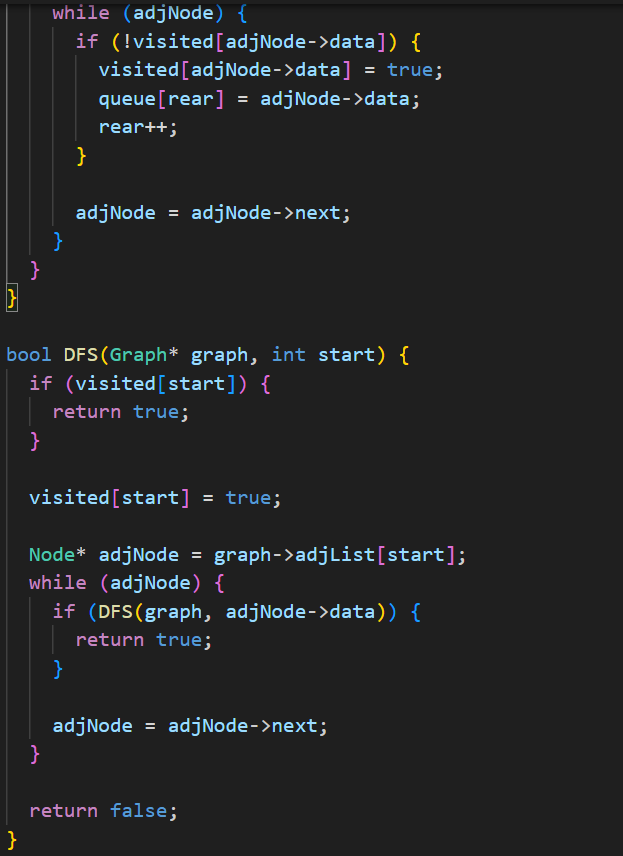 while (adjNode) {
if (!visited[adjNode->data]) {
visited[adjNode->data] = true;
queue[rear] = adjNode->data;
rear++;
}
adjNode = adjNode->next;
}
}
}
bool DFS(Graph* graph, int start) {
if (visited[start]) {
return true;
}
visited[start] = true;
Node* adjNode = graph->adjList[start];
while (adjNode) {
if (DFS(graph, adjNode->data)) {
return true;
}
adjNode = adjNode->next;
}
return false;
}